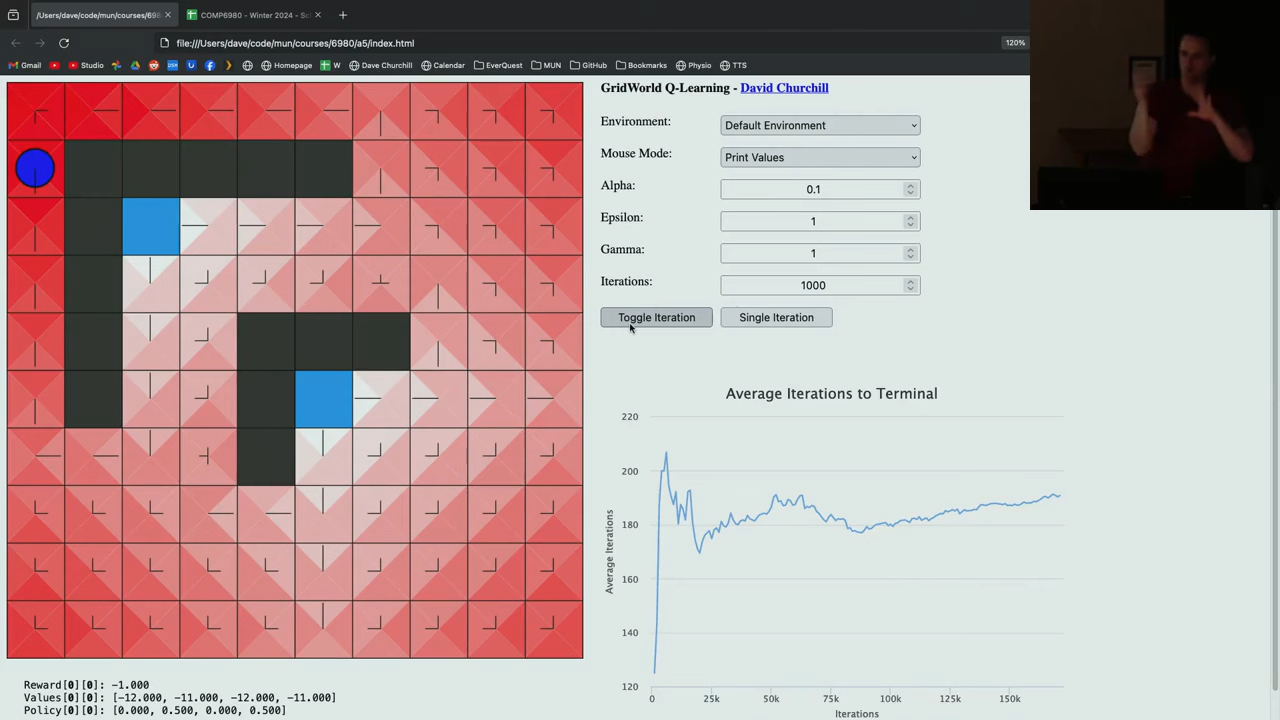 /Users/dave/code/mun/courses/698
COMP6980 - Winter 2024 - Sc
file:///Users/dave/code/mun/courses/6980/a5/index.html
120%
Gmail
Studio
Homepage
W
Dave Churchill
Calendar
EverQuest
MUN
GitHub
Bookmarks
Physio
TTS
GridWorld Q-Learning - David Churchill
Environment: Default Environment
Mouse Mode: Print Values
Alpha: 0.1
Epsilon: 1
Gamma: 1
Iterations: 1000
Toggle Iteration Single Iteration
Average Iterations to Terminal
220
200
180
160
140
120
Average Iterations
0 25k 50k 75k 100k 125k 150k
Iterations
Reward[0][0]: -1.000
Values[0][0]: [-12.000, -11.000, -12.000, -11.000]
Policy[0][0]: [0.000, 0.500, 0.000, 0.500]